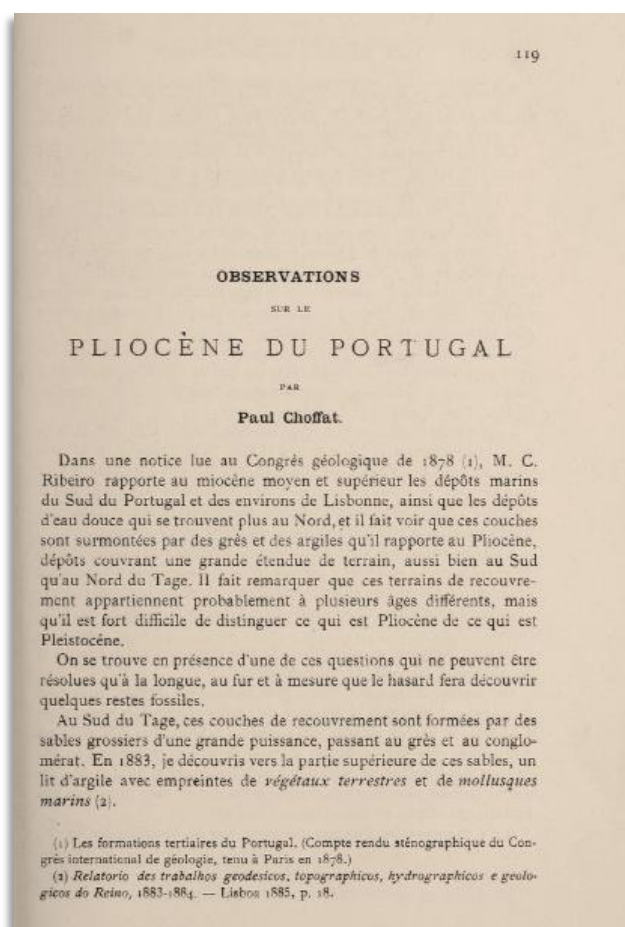 119
OBSERVATIONS
SUR LE
PLIOCÈNE DU PORTUGAL
PAR
Paul Choffat.
Dans une notice lue au Congrés géologique de 1878 (1), M. C.
Ribeiro rapporte au miocène moyen et supérieur les dépôts marins
du Sud du Portugal et des environs de Lisbonne, ainsi que les dépôts
d'eau douce qui se trouvent plus au Nord, et il fait voir que ces couches
sont surmontées par des grés et des argiles qu'il rapporte au Pliocéne,
dépôts couvrant une grande étendue de terrain, aussi bien au Sud
qu'au Nord du Tage. Il fait remarquer que ces terrains de recouvre-
ment appartiennent probablement à plusieurs âges différents, mais
qu'il est fort difficile de distinguer ce qui est Pliocéne de ce qui est
Pleistocéne.
On se trouve en présence d'une de ces questions qui ne peuvent être
résolues qu'à la longue, au fur et à mesure que le hasard fera découvrir
quelques restes fossiles.
Au Sud du Tage, ces couches de recouvrement sont formées par des
sables grossiers d'une grande puissance, passant au grés et au conglo-
mérat. En 1883, je découvris vers la partie supérieure de ces sables, un
lit d'argile avec empreintes de végétaux terrestres et de mollusques
marins (2).
(1) Les formations tertiaires du Portugal. (Compte rendu sténographique du Con-
grés international de géologie, tenu à Paris en 1878.)
(2) Relatorio des trabalhos geodesicos, topographicos, hydrographicos e geolo-
gicos do Reino, 1883-1884. — Lisboa 1885, p. 18.